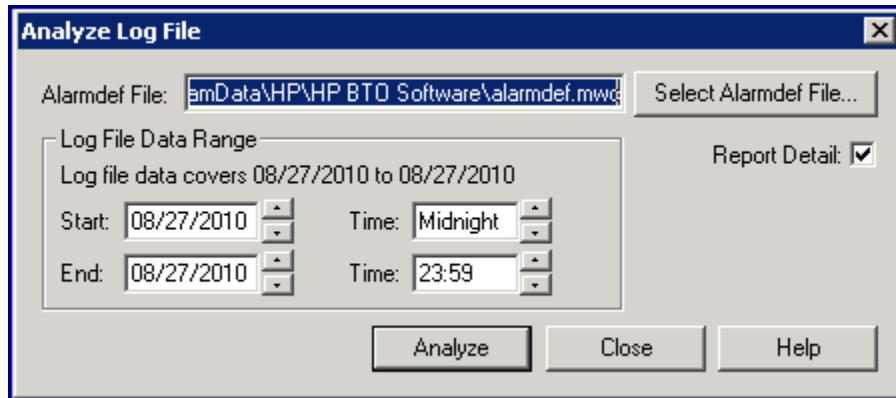 Analyze Log File
Alarmdef File: amData\HP\HP BTO Software\alarmdef.mwc Select Alarmdef File...
Log File Data Range
Report Detail:
Log file data covers 08/27/2010 to 08/27/2010
Start: 08/27/2010 Time: Midnight
End: 08/27/2010 Time: 23:59
Analyze Close Help